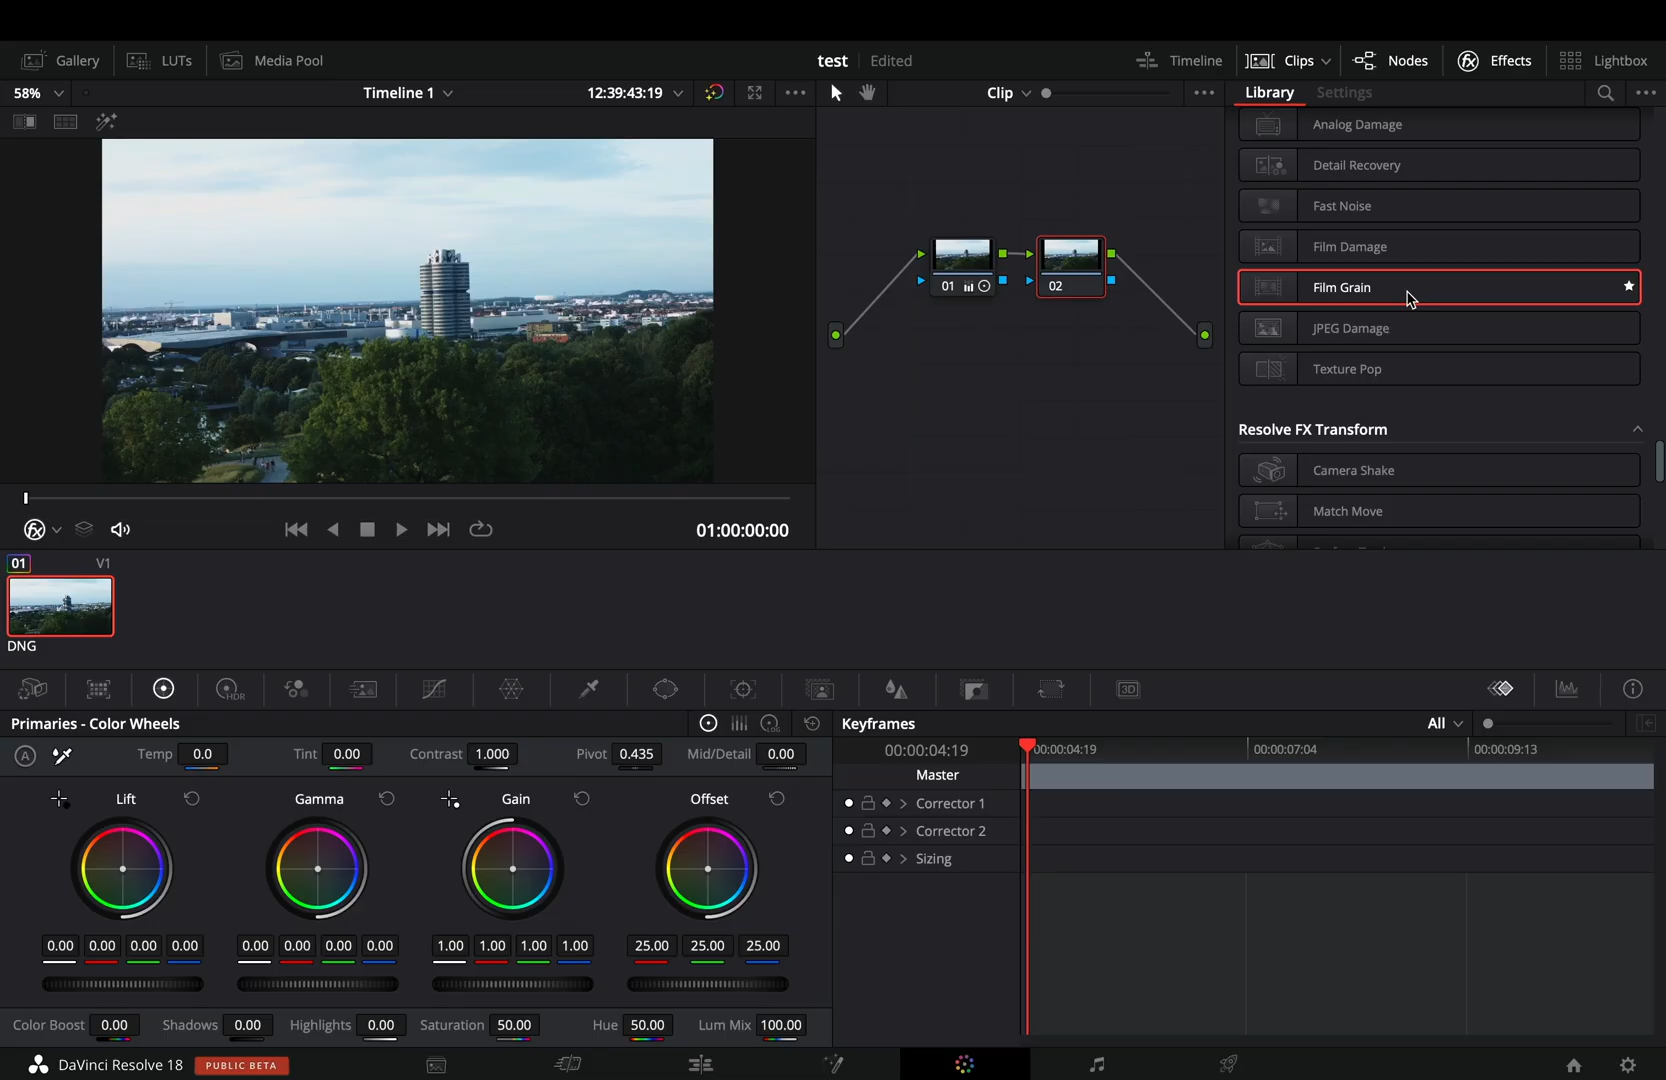 Gallery LUTs Media Pool test Edited Timeline Clips Nodes Effects Lightbox
58% Timeline 1 12:39:43:19 Clip Library Settings
Analog Damage
Detail Recovery
Fast Noise
Film Damage
Film Grain
JPEG Damage
Texture Pop
Resolve FX Transform
Camera Shake
Match Move
01
02
01:00:00:00
01 V1
DNG
HDR
3D
Primaries - Color Wheels
LOG
Temp 0.0 Tint 0.00 Contrast 1.000 Pivot 0.435 Mid/Detail 0.00
A
Lift Gamma Gain Offset
0.00 0.00 0.00 0.00 0.00 0.00 0.00 0.00 1.00 1.00 1.00 1.00 25.00 25.00 25.00
Color Boost 0.00 Shadows 0.00 Highlights 0.00 Saturation 50.00 Hue 50.00 Lum Mix 100.00
Keyframes All
00:00:04:19 00:00:04:19 00:00:07:04 00:00:09:13
Master
Corrector 1
Corrector 2
Sizing
DaVinci Resolve 18 PUBLIC BETA